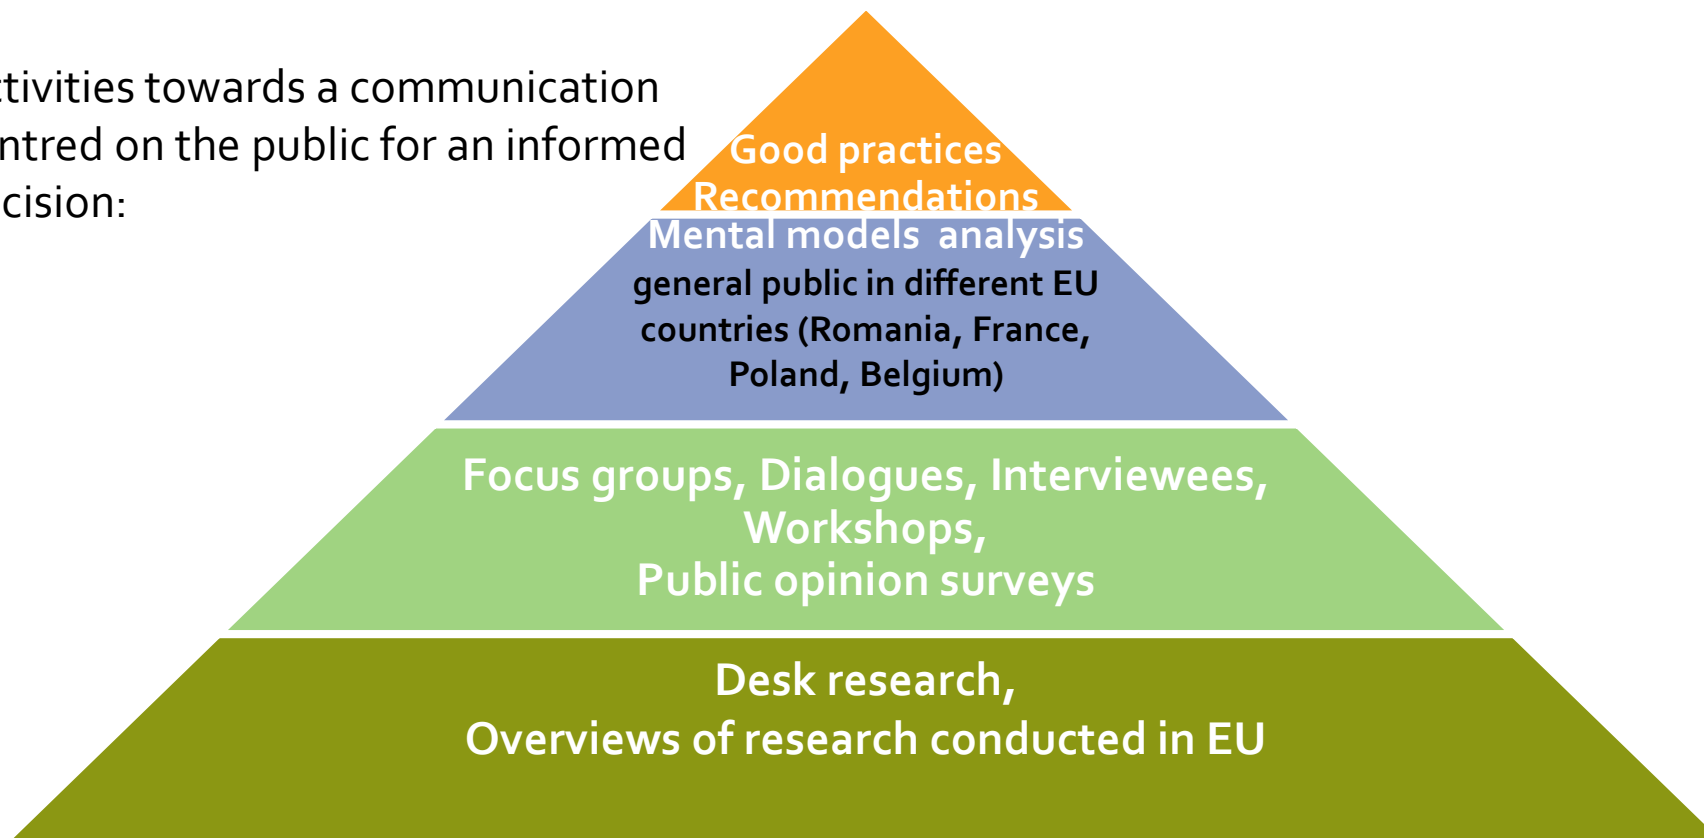 ctivities towards a communication
ntred on the public for an informed
cision:
Good practices
Recommendations
Mental models analysis
general public in different EU
countries (Romania, France,
Poland, Belgium)
Focus groups, Dialogues, Interviewees,
Workshops,
Public opinion surveys
Desk research,
Overviews of research conducted in EU